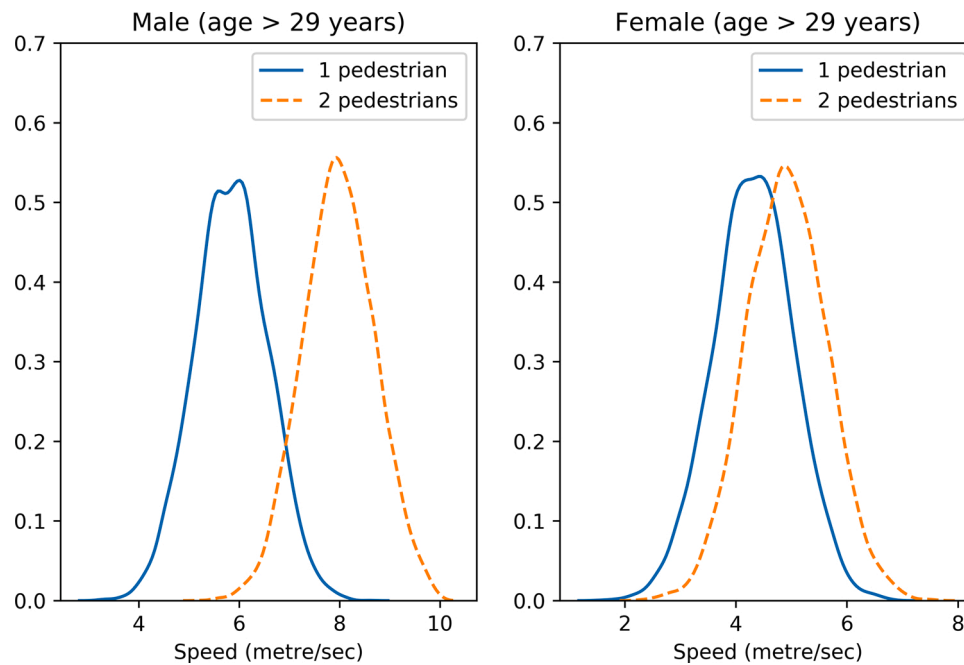 Male (age > 29 years)
1 pedestrian
2 pedestrians
0.7
0.6
0.5
0.4
0.3
0.2
0.1
0.0
4 6 8 10
Speed (metre/sec)
Female (age > 29 years)
1 pedestrian
2 pedestrians
0.7
0.6
0.5
0.4
0.3
0.2
0.1
0.0
2 4 6 8
Speed (metre/sec)